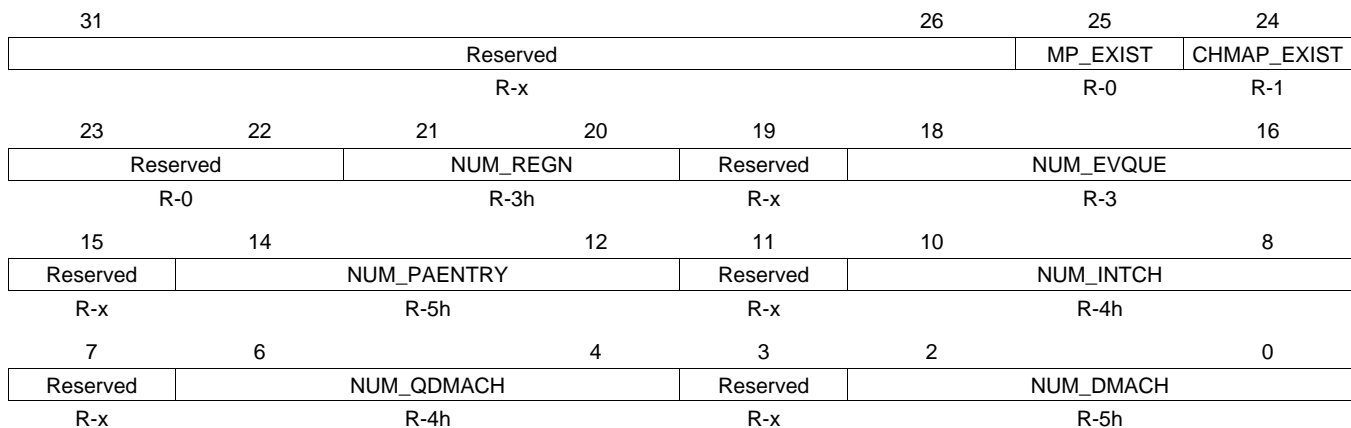 31 26 25 24
Reserved MP_EXIST CHMAP_EXIST
R-x R-0 R-1
23 22 21 20 19 18 16
Reserved NUM_REGN Reserved NUM_EVQUE
R-0 R-3h R-x R-3
15 14 12 11 10 8
Reserved NUM_PAENTRY Reserved NUM_INTCH
R-x R-5h R-x R-4h
7 6 4 3 2 0
Reserved NUM_QDMACH Reserved NUM_DMACH
R-x R-4h R-x R-5h